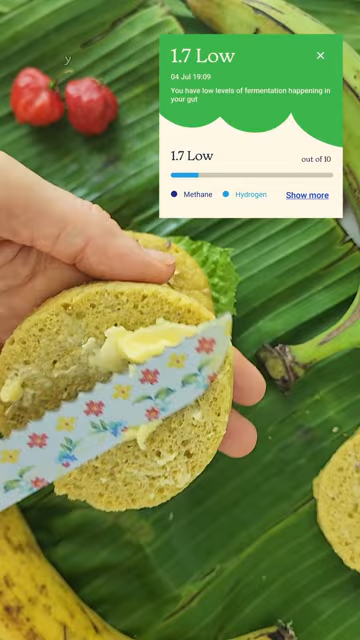 y
1.7 Low
04 Jul 19:09
You have low levels of fermentation happening in
your gut
1.7 Low
out of 10
Methane
Hydrogen
Show more